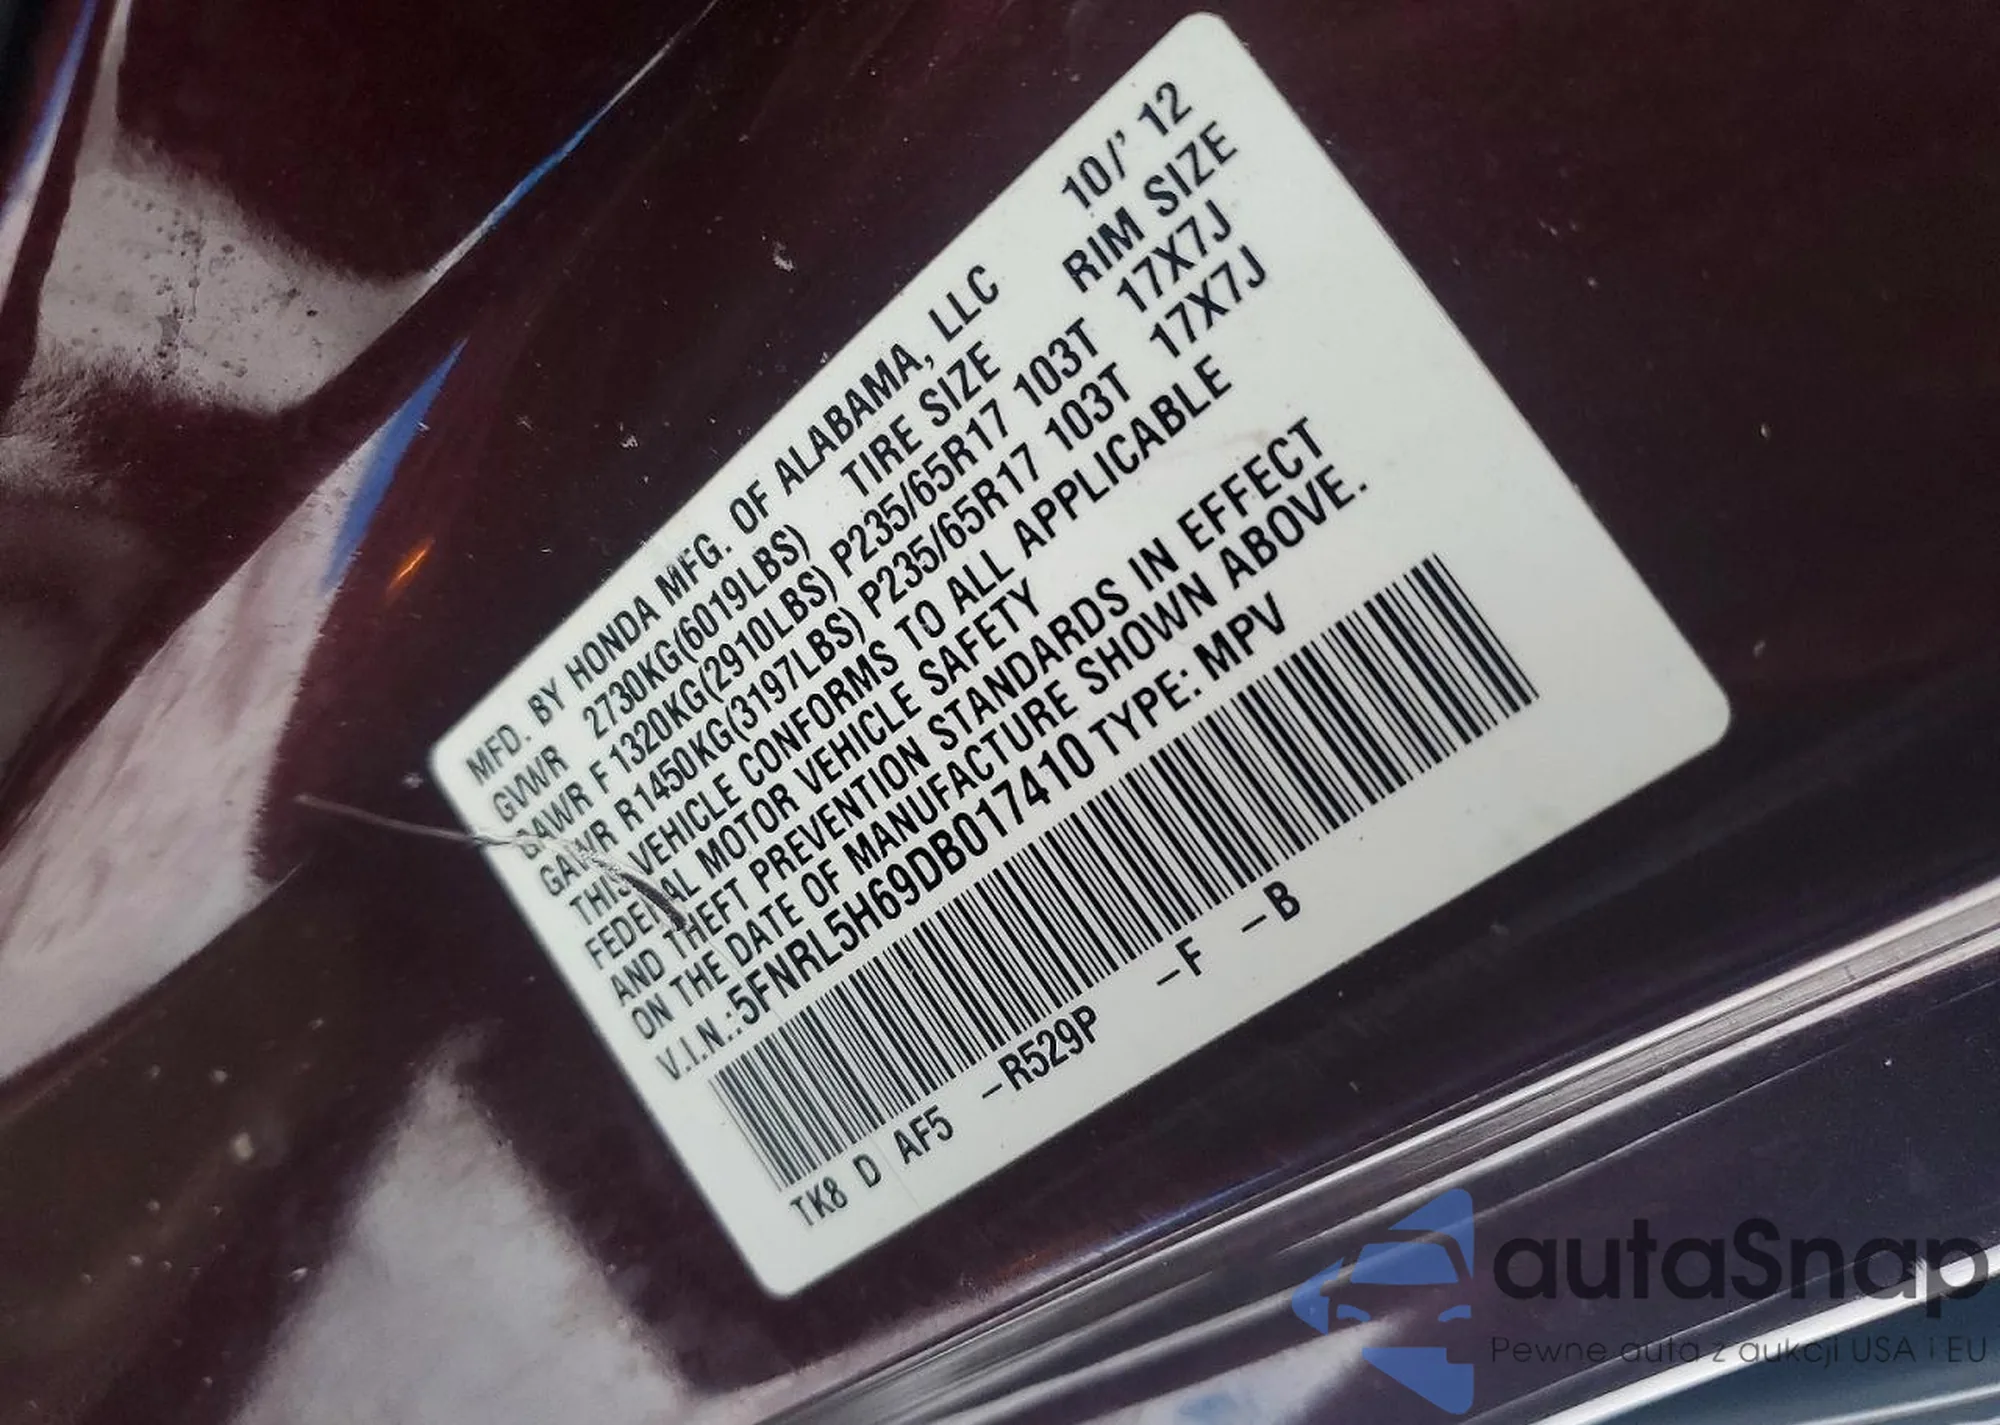 MFD. BY HONDA MFG. OF ALABAMA, LLC 10/' 12
GVWR 2730KG(6019LBS) TIRE SIZE RIM SIZE
GAWR F 1320KG(2910LBS) P235/65R17 103T 17X7J
GAWR R1450KG(3197LBS) P235/65R17 103T 17X7J
THIS VEHICLE CONFORMS TO ALL APPLICABLE
FEDERAL MOTOR VEHICLE SAFETY
AND THEFT PREVENTION STANDARDS IN EFFECT
ON THE DATE OF MANUFACTURE SHOWN ABOVE.
V.I.N.:5FNRL5H69DB017410 TYPE: MPV
TK8 D AF5 -R529P -F -B
autaSnap
Pewne auta z aukcji USA i EU